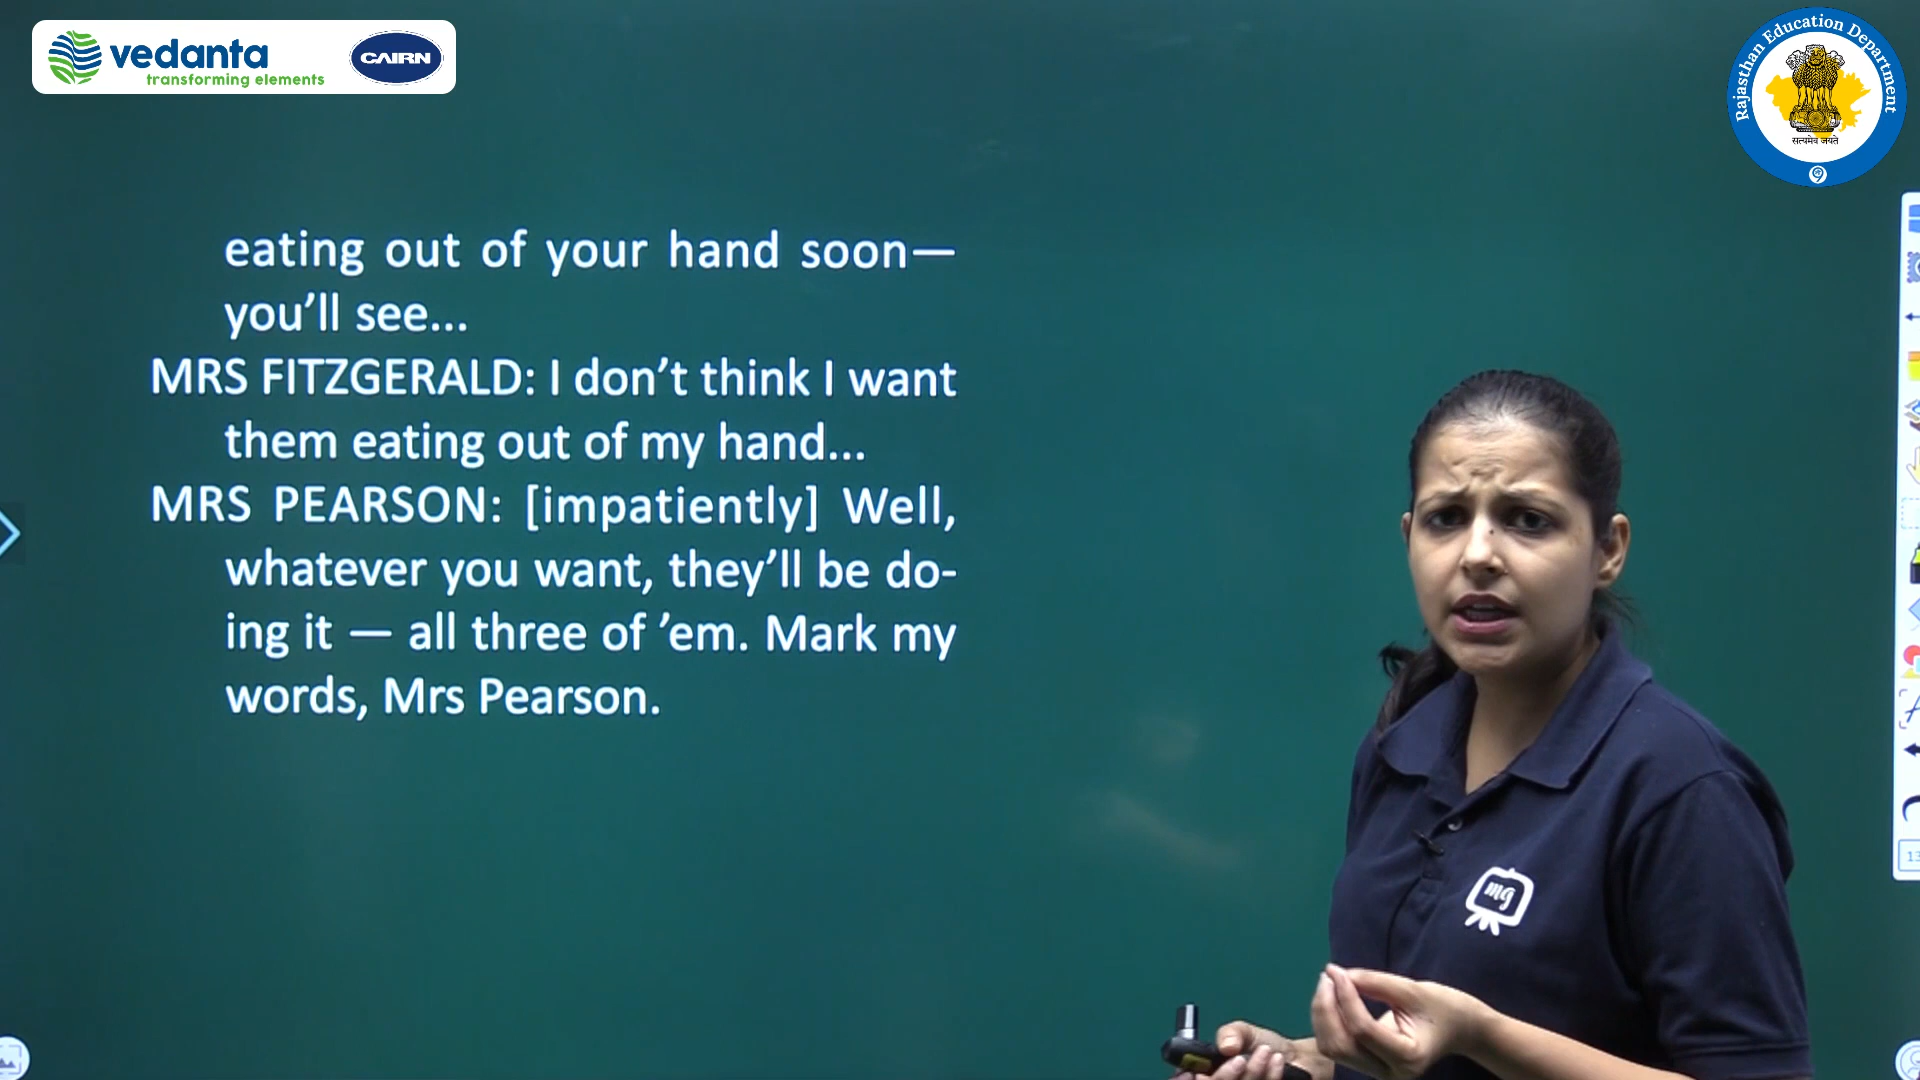 vedanta
transforming elements
CAIRN
Rajasthan Education Department
सत्यमेव जयते
eating out of your hand soon—
you’ll see...
MRS FITZGERALD: I don’t think I want
them eating out of my hand...
MRS PEARSON: [impatiently] Well,
whatever you want, they’ll be do-
ing it — all three of ’em. Mark my
words, Mrs Pearson.
mg
13